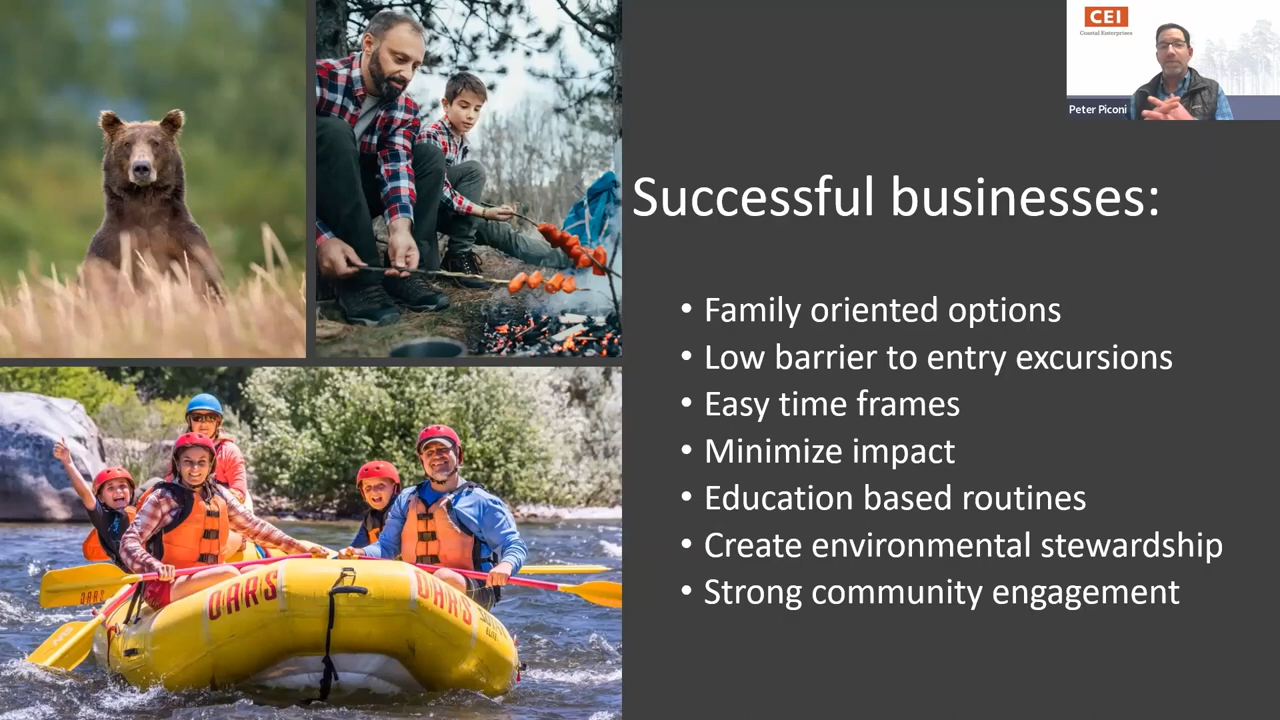 CEI
Coastal Enterprises
Peter Piconi
Successful businesses:
• Family oriented options
• Low barrier to entry excursions
• Easy time frames
• Minimize impact
• Education based routines
• Create environmental stewardship
• Strong community engagement
OARS
OARS
OARS